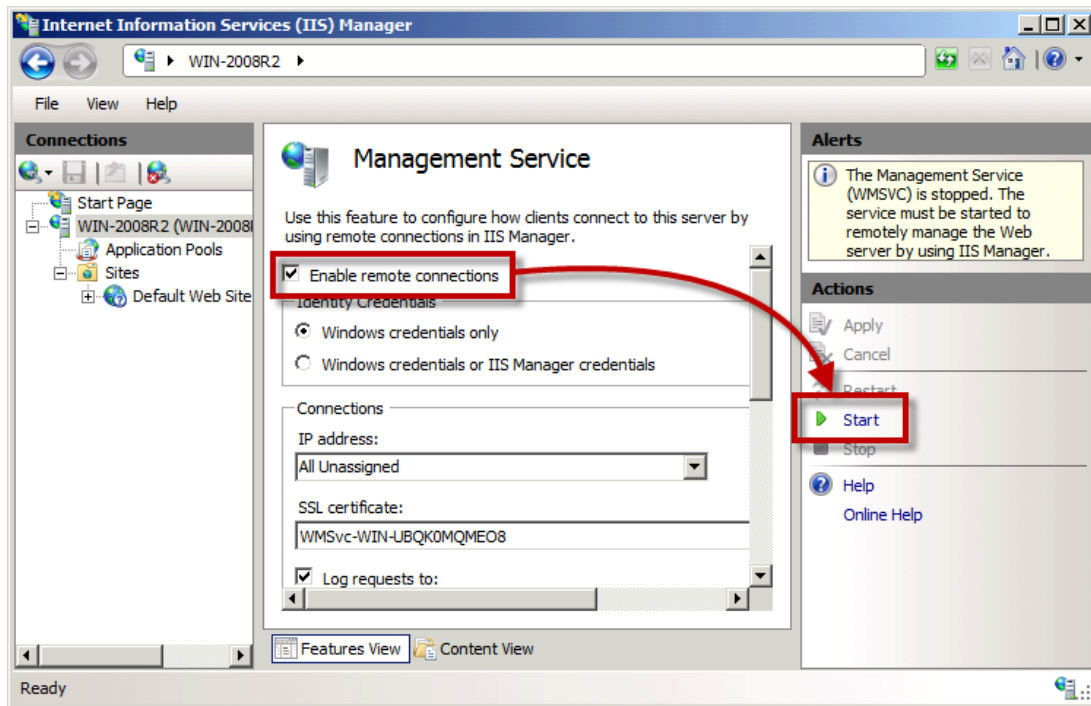 Internet Information Services (IIS) Manager
WIN-2008R2
File View Help
Connections
Start Page
WIN-2008R2 (WIN-2008
Application Pools
Sites
Default Web Site
Management Service
Use this feature to configure how clients connect to this server by
using remote connections in IIS Manager.
Enable remote connections
Identity Credentials
Windows credentials only
Windows credentials or IIS Manager credentials
Connections
IP address:
All Unassigned
SSL certificate:
WMSvc-WIN-UBQK0MQMEO8
Log requests to:
Features View Content View
Alerts
The Management Service
(WMSVC) is stopped. The
service must be started to
remotely manage the Web
server by using IIS Manager.
Actions
Apply
Cancel
Restart
Start
Stop
Help
Online Help
Ready